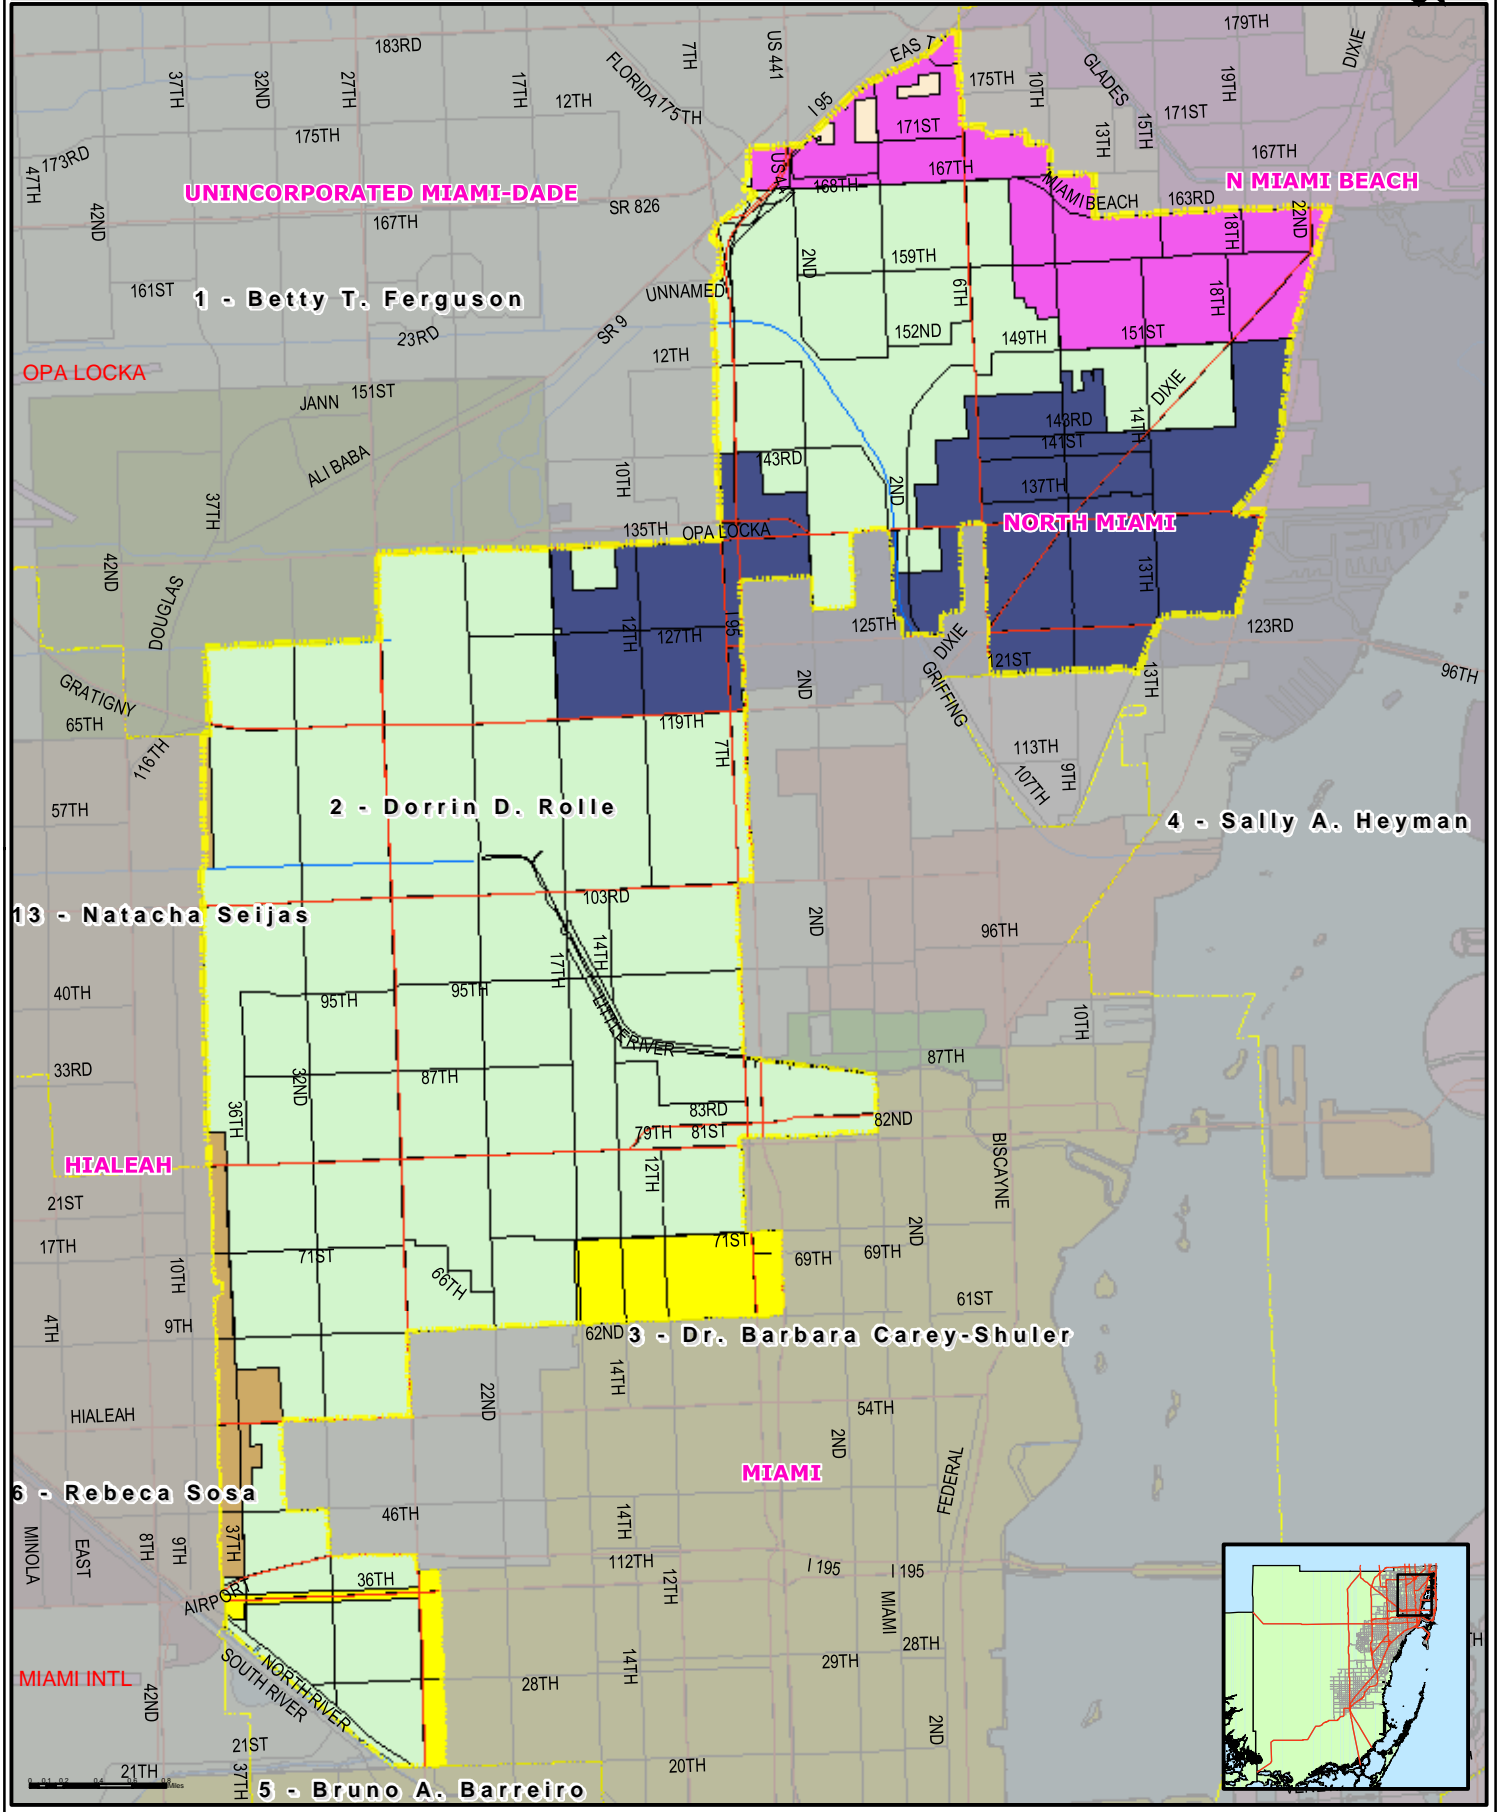 179TH
183RD
7TH
US 441
EAST
DIXIE
37TH
32ND
27TH
17TH
12TH
FLORIDA
175TH
I 95
175TH
10TH
GLADES
19TH
171ST
175TH
171ST
13TH
15TH
173RD
47TH
167TH
167TH
US 441
N MIAMI BEACH
UNINCORPORATED MIAMI-DADE
168TH
MIAMI BEACH
163RD
42ND
167TH
SR 826
22ND
18TH
2ND
159TH
161ST
1 - Betty T. Ferguson
UNNAMED
6TH
18TH
23RD
SR 9
152ND
149TH
151ST
12TH
OPA LOCKA
JANN
151ST
DIXIE
143RD
14TH
141ST
ALI BABA
143RD
10TH
137TH
2ND
37TH
NORTH MIAMI
135TH
OPA LOCKA
42ND
13TH
DOUGLAS
12TH
127TH
I 95
125TH
123RD
DIXIE
121ST
GRATIGNY
2ND
GRIFFING
13TH
96TH
65TH
119TH
116TH
7TH
113TH
107TH
9TH
57TH
2 - Dorrin D. Rolle
4 - Sally A. Heyman
103RD
13 - Natacha Seijas
2ND
96TH
14TH
17TH
40TH
95TH
95TH
LITTLE RIVER
10TH
33RD
32ND
87TH
87TH
36TH
83RD
82ND
79TH
81ST
BISCAYNE
HIALEAH
12TH
21ST
17TH
71ST
71ST
2ND
69TH
69TH
10TH
66TH
4TH
9TH
61ST
62ND
3 - Dr. Barbara Carey-Shuler
14TH
22ND
HIALEAH
54TH
2ND
MIAMI
FEDERAL
6 - Rebeca Sosa
46TH
14TH
MINOLA
EAST
8TH
9TH
37TH
112TH
I 195
I 195
36TH
12TH
AIRPORT
MIAMI
28TH
14TH
29TH
MIAMI INTL
NORTH RIVER
SOUTH RIVER
28TH
42ND
2ND
21ST
21TH
37TH
20TH
5 - Bruno A. Barreiro
Miles